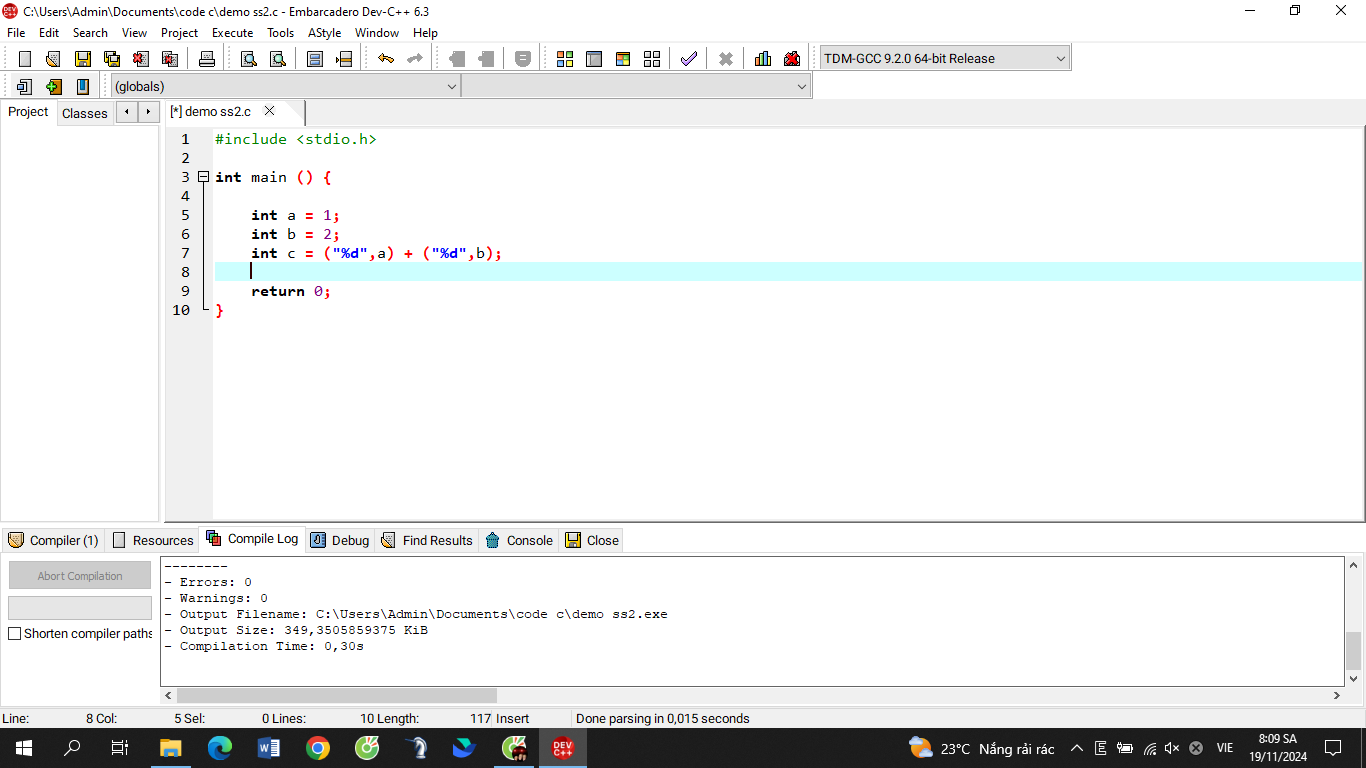 C:\Users\Admin\Documents\code c\demo ss2.c - Embarcadero Dev-C++ 6.3
File Edit Search View Project Execute Tools AStyle Window Help
TDM-GCC 9.2.0 64-bit Release
(globals)
Project Classes [*] demo ss2.c
1 #include <stdio.h>
2
3 int main () {
4
5 int a = 1;
6 int b = 2;
7 int c = ("%d",a) + ("%d",b);
8
9 return 0;
10 }
Compiler (1) Resources Compile Log Debug Find Results Console Close
Abort Compilation
Shorten compiler paths
--------
- Errors: 0
- Warnings: 0
- Output Filename: C:\Users\Admin\Documents\code c\demo ss2.exe
- Output Size: 349,3505859375 KiB
- Compilation Time: 0,30s
Line: 8 Col: 5 Sel: 0 Lines: 10 Length: 117 Insert Done parsing in 0,015 seconds
DEV C++
23°C Nắng rải rác
VIE
8:09 SA
19/11/2024